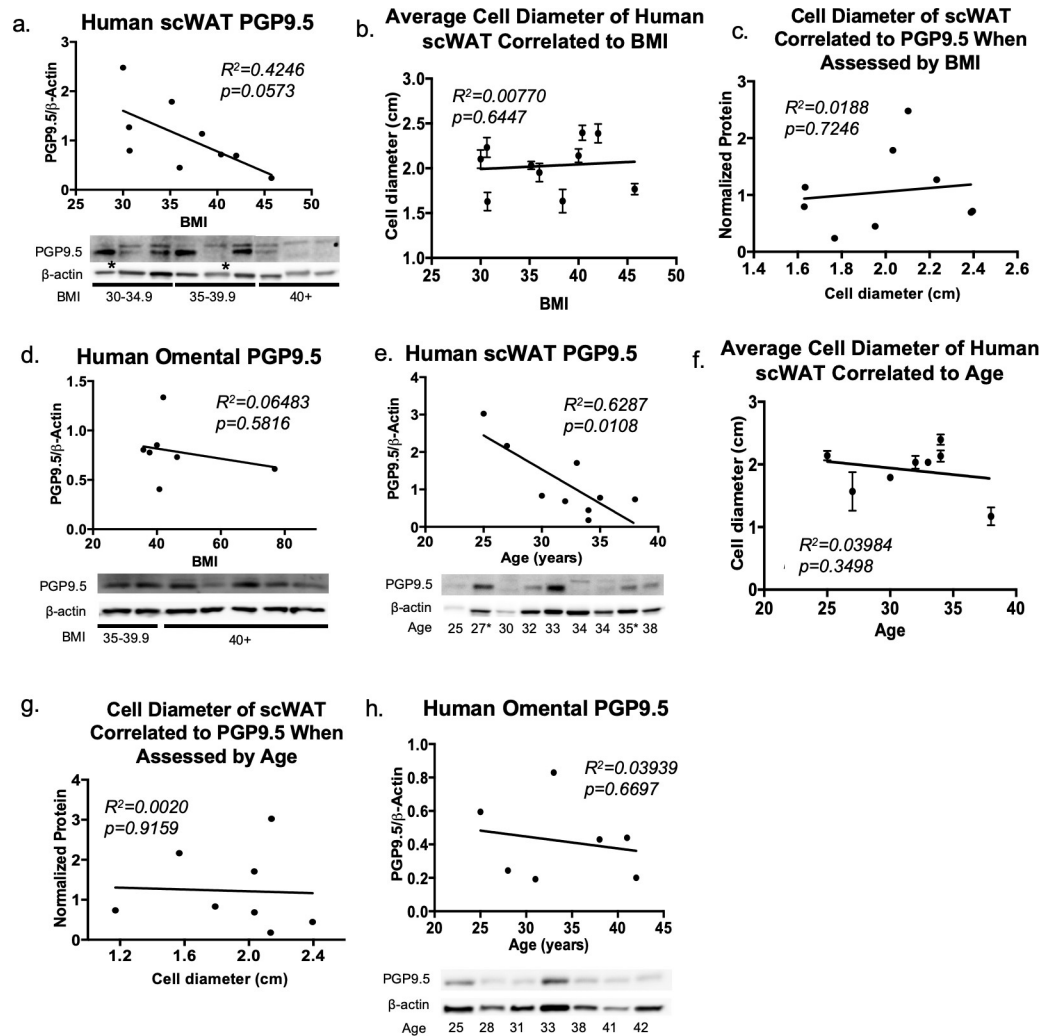 a.
Human scWAT PGP9.5
PGP9.5/β-Actin
3
2
1
0
R²=0.4246
p=0.0573
25 30 35 40 45 50
BMI
PGP9.5
* *
β-actin
BMI 30-34.9 35-39.9 40+
b.
Average Cell Diameter of Human
scWAT Correlated to BMI
Cell diameter (cm)
3.0
2.5
2.0
1.5
1.0
R²=0.00770
p=0.6447
25 30 35 40 45 50
BMI
c.
Cell Diameter of scWAT
Correlated to PGP9.5 When
Assessed by BMI
Normalized Protein
3
2
1
0
R²=0.0188
p=0.7246
1.4 1.6 1.8 2.0 2.2 2.4 2.6
Cell diameter (cm)
d.
Human Omental PGP9.5
PGP9.5/β-Actin
1.5
1.0
0.5
0.0
R²=0.06483
p=0.5816
20 40 60 80
BMI
PGP9.5
β-actin
BMI 35-39.9 40+
e.
Human scWAT PGP9.5
PGP9.5/β-Actin
4
3
2
1
0
R²=0.6287
p=0.0108
20 25 30 35 40
Age (years)
PGP9.5
β-actin
Age 25 27* 30 32 33 34 34 35* 38
f.
Average Cell Diameter of Human
scWAT Correlated to Age
Cell diameter (cm)
3
2
1
0
R²=0.03984
p=0.3498
20 25 30 35 40
Age
g.
Cell Diameter of scWAT
Correlated to PGP9.5 When
Assessed by Age
Normalized Protein
4
3
2
1
0
R²=0.0020
p=0.9159
1.2 1.6 2.0 2.4
Cell diameter (cm)
h.
Human Omental PGP9.5
PGP9.5/β-Actin
1.0
0.8
0.6
0.4
0.2
0.0
R²=0.03939
p=0.6697
20 25 30 35 40 45
Age (years)
PGP9.5
β-actin
Age 25 28 31 33 38 41 42